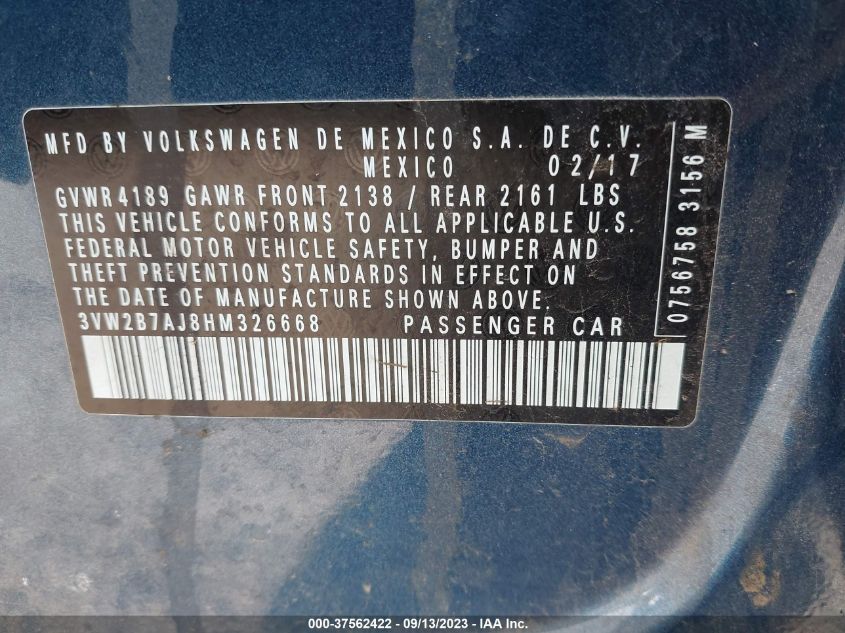 MFD BY VOLKSWAGEN DE MEXICO S.A. DE C.V.
MEXICO 02/17
GVWR 4189 GAWR FRONT 2138 / REAR 2161 LBS
THIS VEHICLE CONFORMS TO ALL APPLICABLE U.S.
FEDERAL MOTOR VEHICLE SAFETY, BUMPER AND
THEFT PREVENTION STANDARDS IN EFFECT ON
THE DATE OF MANUFACTURE SHOWN ABOVE.
3VW2B7AJ8HM326668 PASSENGER CAR
0756758 3156 M
000-37562422 - 09/13/2023 - IAA Inc.